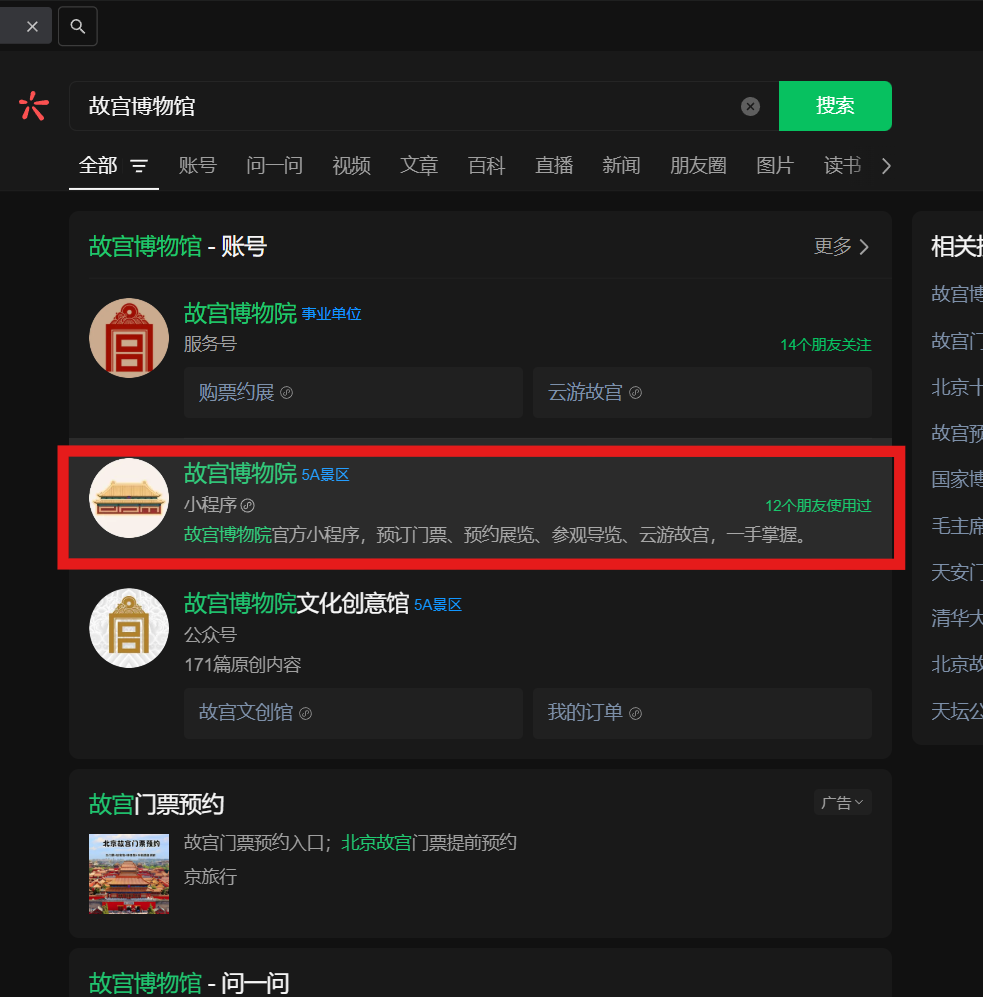 故宫博物馆
搜索
全部 账号 问一问 视频 文章 百科 直播 新闻 朋友圈 图片 读书
故宫博物馆 - 账号
更多
故宫博物院 事业单位
服务号
14个朋友关注
购票约展
云游故宫
故宫博物院 5A景区
小程序
12个朋友使用过
故宫博物院官方小程序，预订门票、预约展览、参观导览、云游故宫，一手掌握。
故宫博物院文化创意馆 5A景区
公众号
171篇原创内容
故宫文创馆
我的订单
故宫门票预约
广告
北京故宫门票预约
故宫门票预约入口；北京故宫门票提前预约
京旅行
故宫博物馆 - 问一问
相关
故宫博
故宫门
北京十
故宫预
国家博
毛主席
天安门
清华大
北京故
天坛公